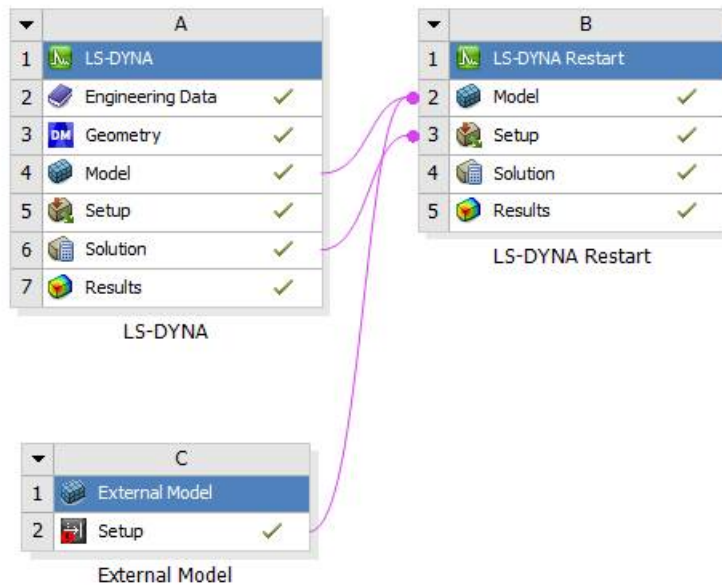 A
1 LS-DYNA
2 Engineering Data
3 DM Geometry
4 Model
5 Setup
6 Solution
7 Results
LS-DYNA
B
1 LS-DYNA Restart
2 Model
3 Setup
4 Solution
5 Results
LS-DYNA Restart
C
1 External Model
2 Setup
External Model